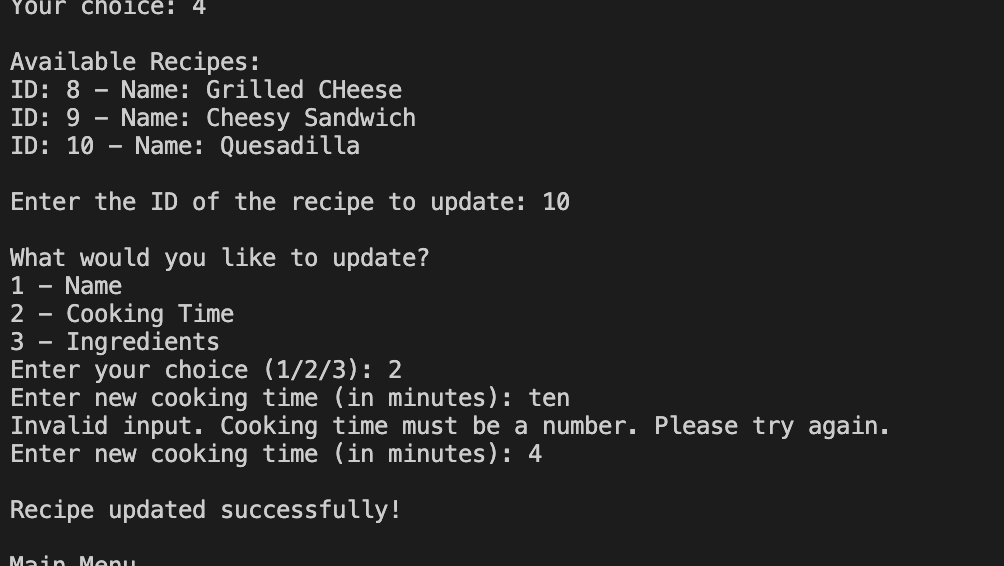 Your choice: 4
Available Recipes:
ID: 8 – Name: Grilled CHeese
ID: 9 – Name: Cheesy Sandwich
ID: 10 – Name: Quesadilla
Enter the ID of the recipe to update: 10
What would you like to update?
1 – Name
2 – Cooking Time
3 – Ingredients
Enter your choice (1/2/3): 2
Enter new cooking time (in minutes): ten
Invalid input. Cooking time must be a number. Please try again.
Enter new cooking time (in minutes): 4
Recipe updated successfully!
Main Menu